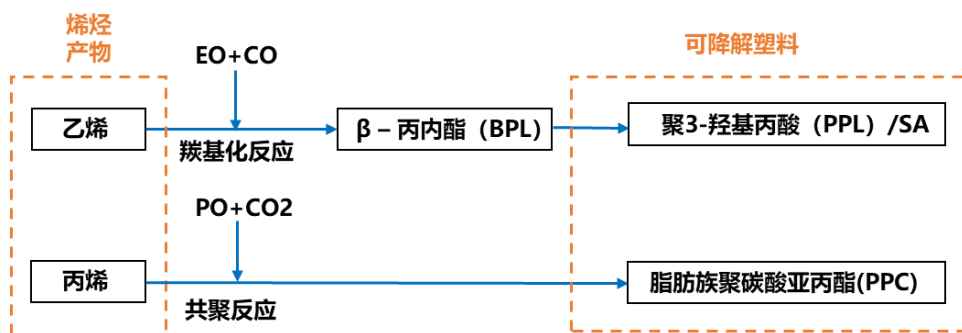 烯烃
产物
可降解塑料
EO+CO
乙烯
β – 丙内酯（BPL）
聚3-羟基丙酸（PPL）/SA
羰基化反应
PO+CO2
丙烯
脂肪族聚碳酸亚丙酯(PPC)
共聚反应